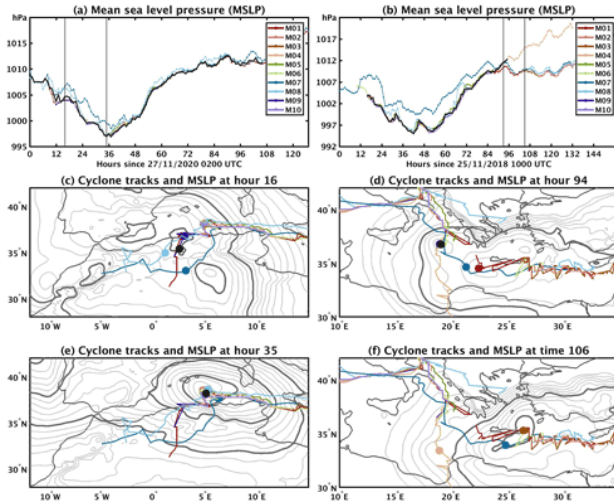 (a) Mean sea level pressure (MSLP)
hPa
1015
1010
1005
1000
995
0 12 24 36 48 60 72 84 96 108 120
Hours since 27/11/2020 0200 UTC
M01
M02
M03
M04
M05
M06
M07
M08
M09
M10
(b) Mean sea level pressure (MSLP)
hPa
1017
1012
1007
1002
997
992
0 12 24 36 48 60 72 84 96 108 120 132 144
Hours since 25/11/2018 1000 UTC
M01
M02
M03
M04
M05
M06
M07
M08
M09
M10
(c) Cyclone tracks and MSLP at hour 16
40°N
35°N
30°N
10°W 5°W 0° 5°E 10°E 15°E
(d) Cyclone tracks and MSLP at hour 94
40°N
35°N
30°N
10°E 15°E 20°E 25°E 30°E
(e) Cyclone tracks and MSLP at hour 35
40°N
35°N
30°N
10°W 5°W 0° 5°E 10°E 15°E
(f) Cyclone tracks and MSLP at time 106
40°N
35°N
30°N
10°E 15°E 20°E 25°E 30°E